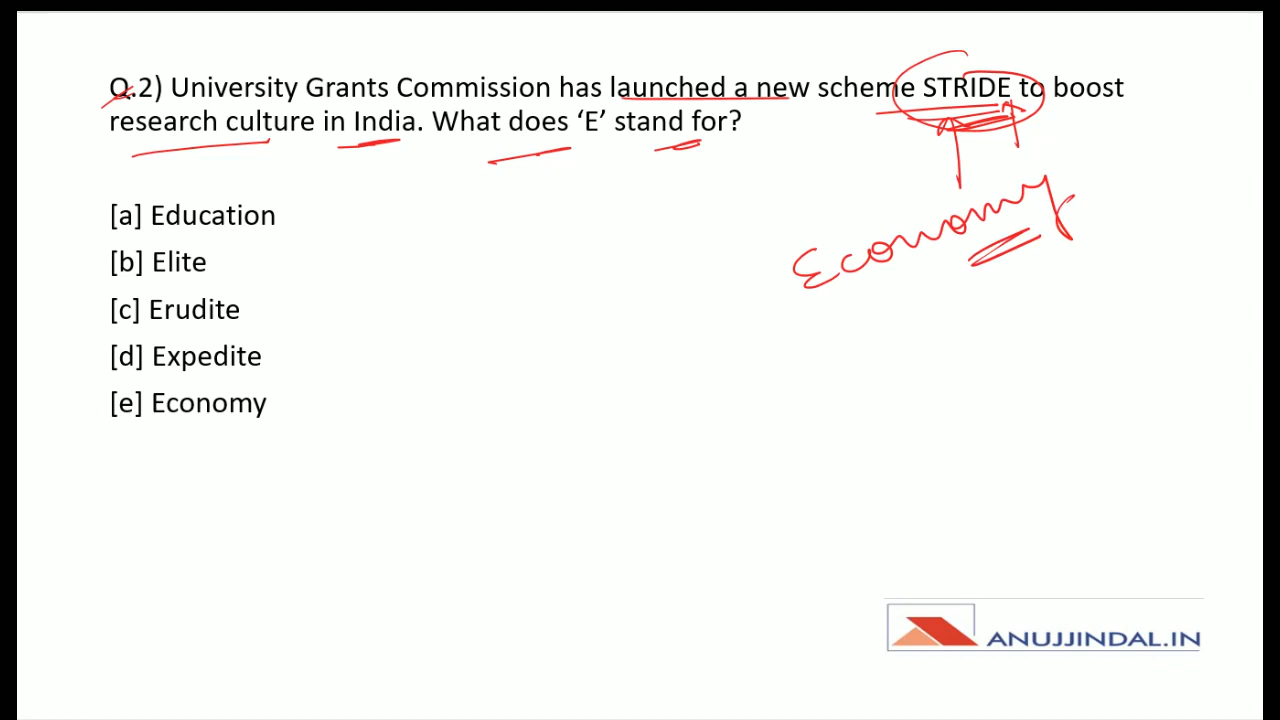 Q.2) University Grants Commission has launched a new scheme STRIDE to boost
research culture in India. What does ‘E’ stand for?
Economy
[a] Education
[b] Elite
[c] Erudite
[d] Expedite
[e] Economy
ANUJJINDAL.IN